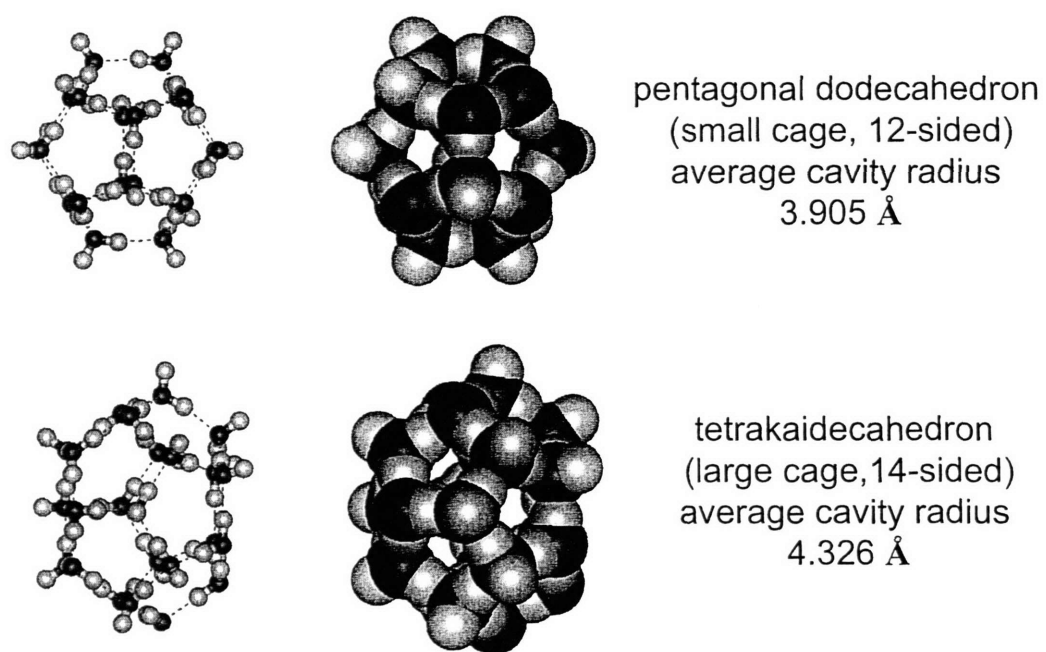 pentagonal dodecahedron
(small cage, 12-sided)
average cavity radius
3.905 Å
tetrakaidecahedron
(large cage,14-sided)
average cavity radius
4.326 Å